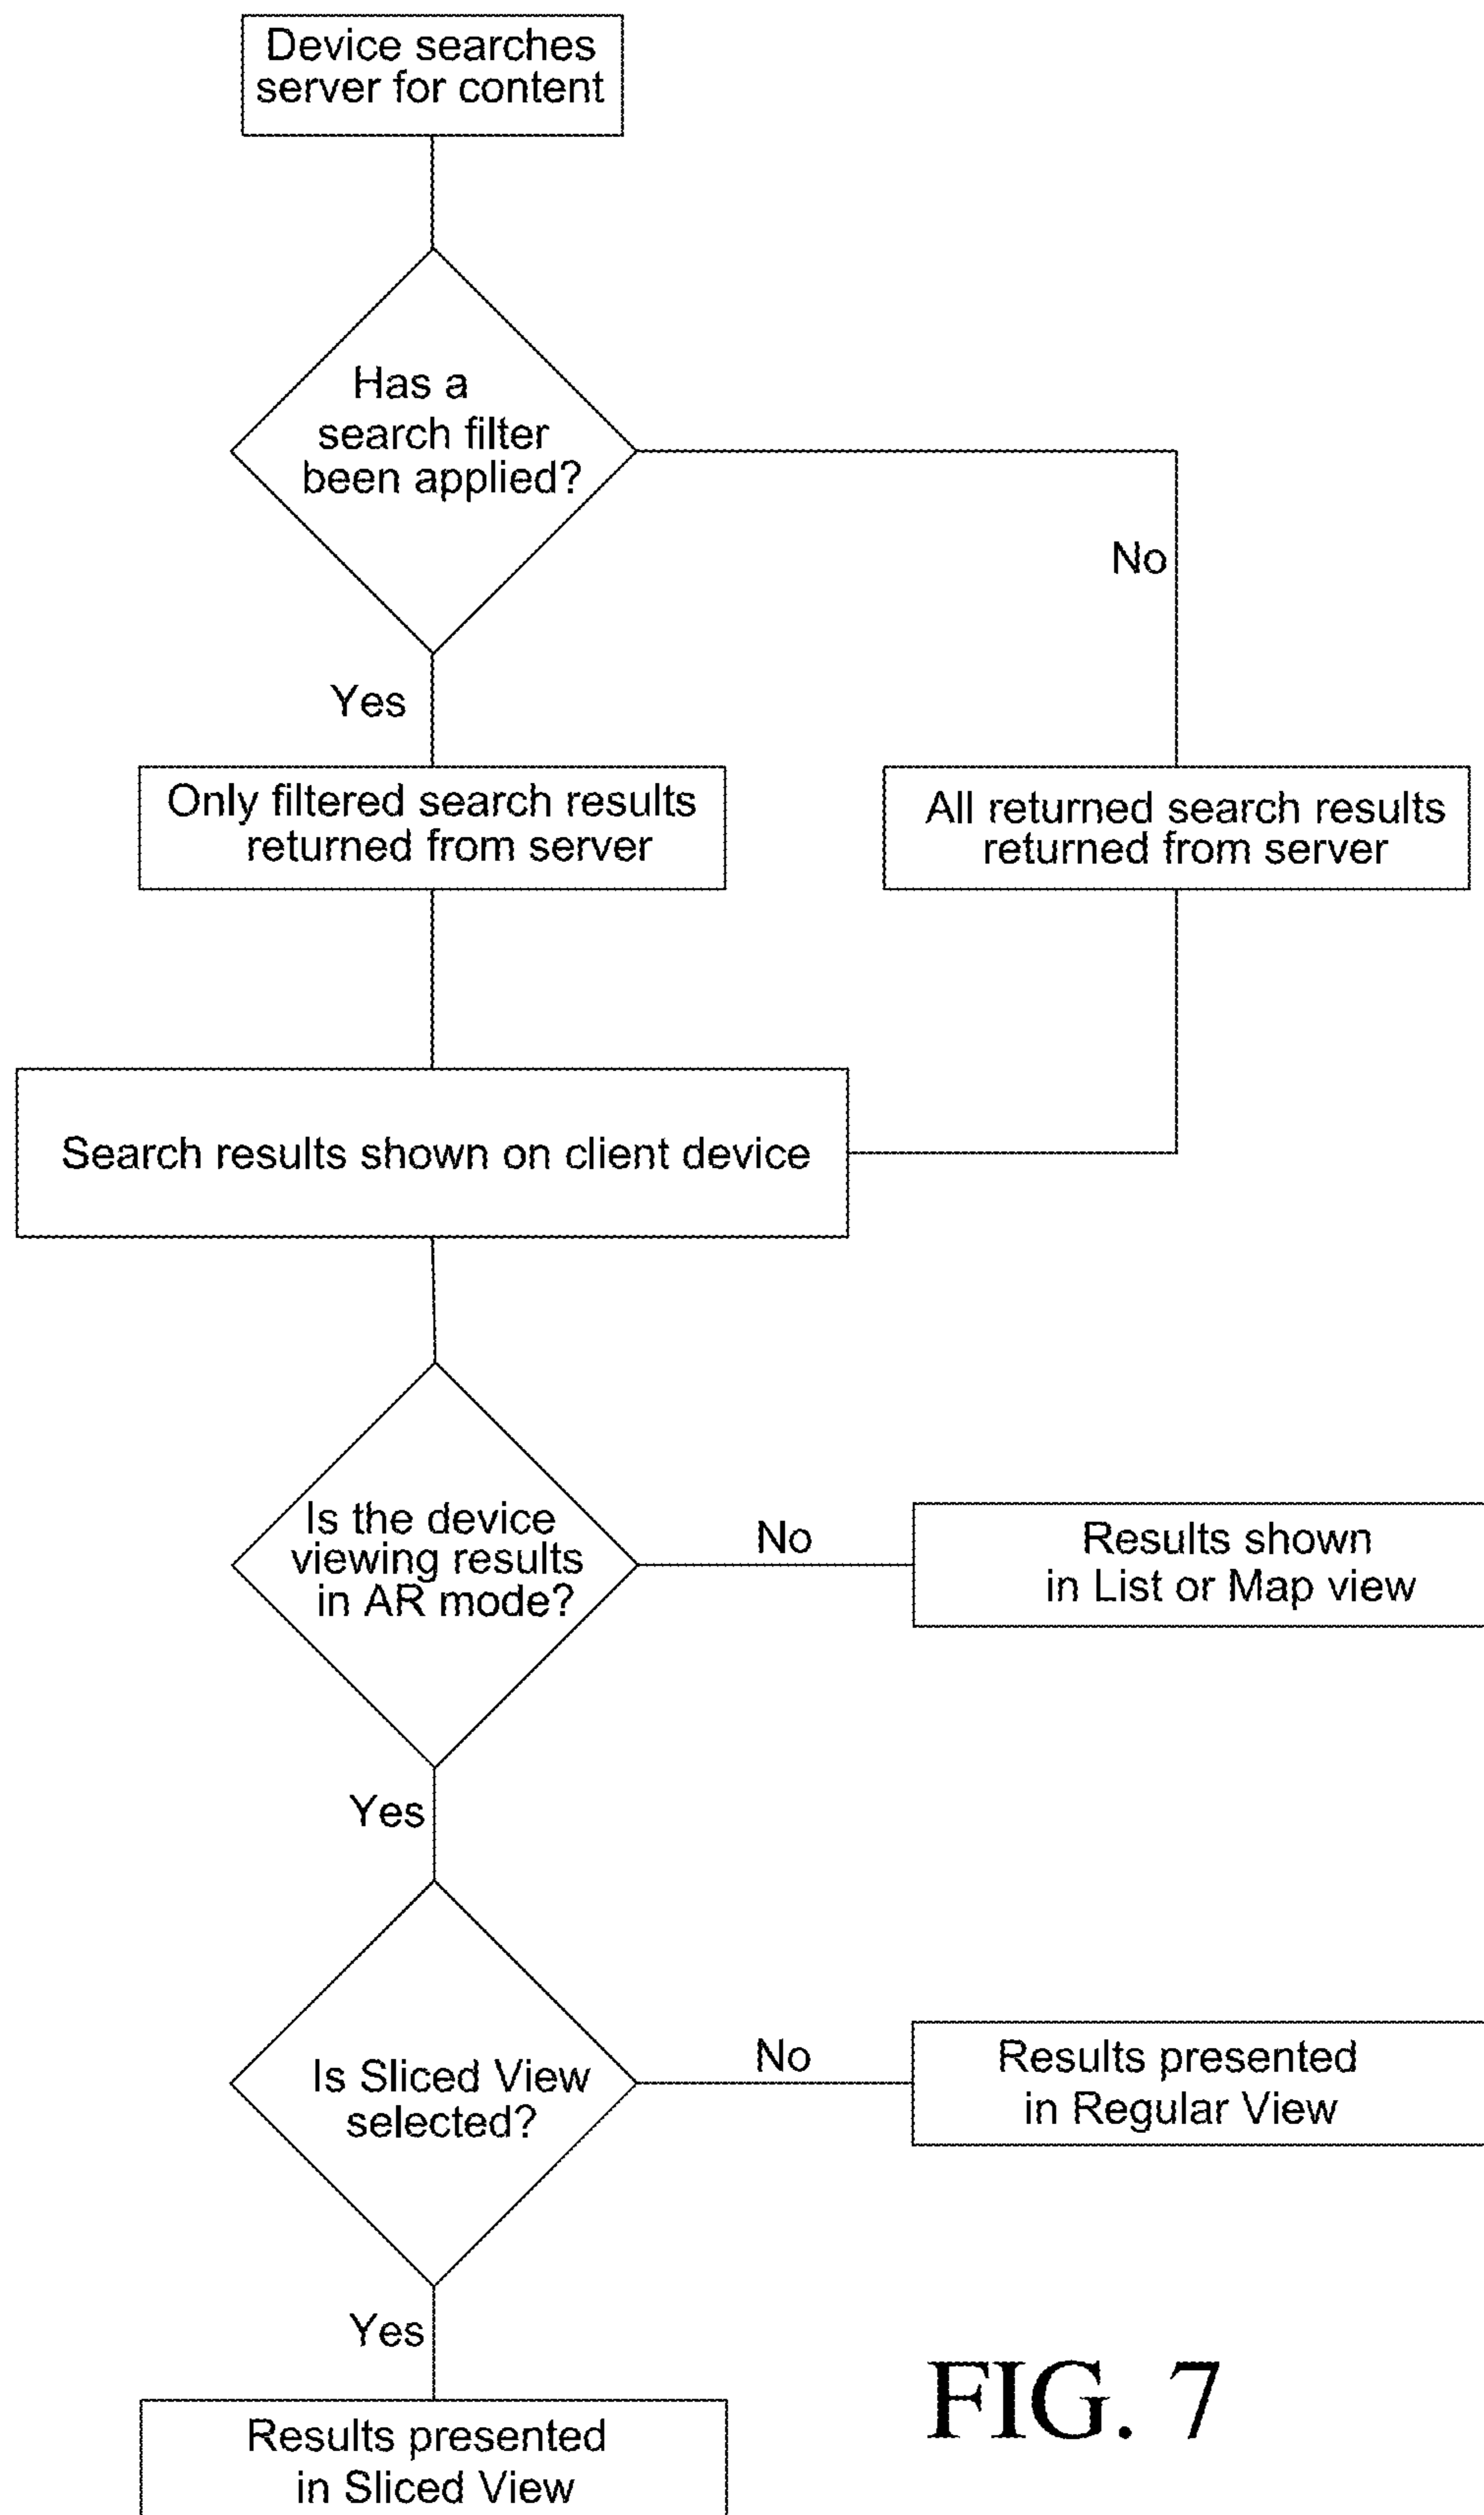 Device searches
server for content
Has a
search filter
been applied?
No
Yes
Only filtered search results
returned from server
All returned search results
returned from server
Search results shown on client device
Is the device
viewing results
in AR mode?
No
Results shown
in List or Map view
Yes
Is Sliced View
selected?
No
Results presented
in Regular View
Yes
Results presented
in Sliced View
FIG. 7